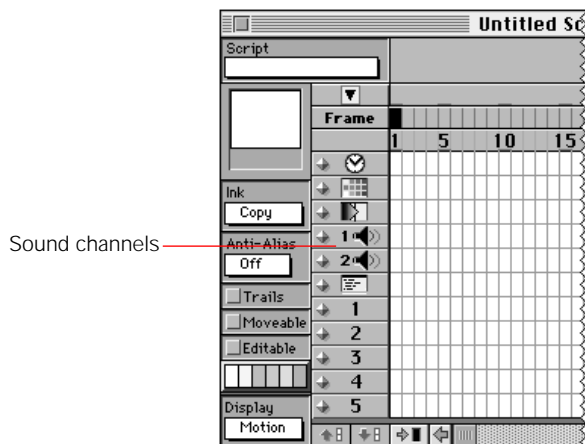 Untitled Sc
Script
Frame
1 5 10 15
Ink
Copy
Sound channels
Anti-Alias
Off
1
2
Trails
Moveable
Editable
1
2
3
4
5
Display
Motion